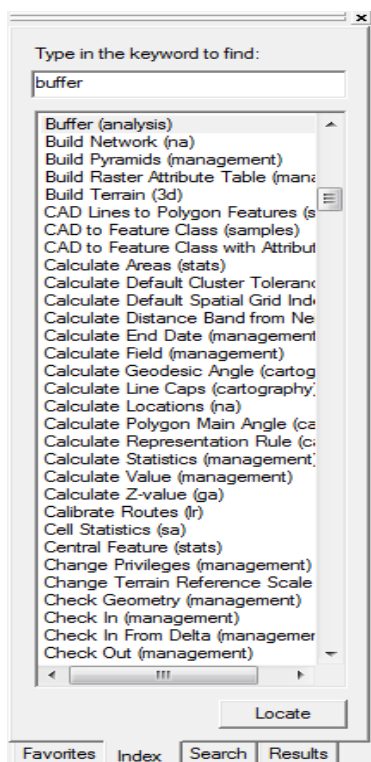 Type in the keyword to find:
buffer
Buffer (analysis)
Build Network (na)
Build Pyramids (management)
Build Raster Attribute Table (mana
Build Terrain (3d)
CAD Lines to Polygon Features (s
CAD to Feature Class (samples)
CAD to Feature Class with Attribut
Calculate Areas (stats)
Calculate Default Cluster Toleranc
Calculate Default Spatial Grid Inde
Calculate Distance Band from Nei
Calculate End Date (management
Calculate Field (management)
Calculate Geodesic Angle (cartog
Calculate Line Caps (cartography)
Calculate Locations (na)
Calculate Polygon Main Angle (ca
Calculate Representation Rule (ca
Calculate Statistics (management)
Calculate Value (management)
Calculate Z-value (ga)
Calibrate Routes (lr)
Cell Statistics (sa)
Central Feature (stats)
Change Privileges (management)
Change Terrain Reference Scale
Check Geometry (management)
Check In (management)
Check In From Delta (managemen
Check Out (management)
Locate
Favorites Index Search Results